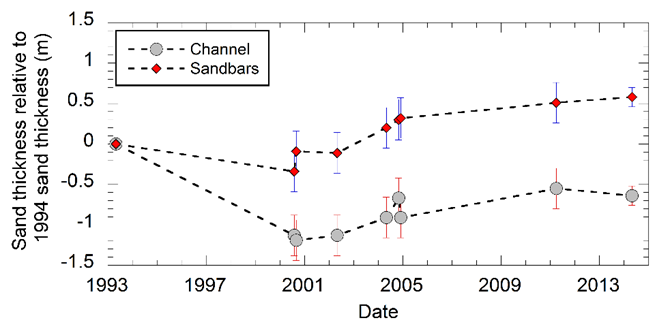 Sand thickness relative to
1994 sand thickness (m)
1.5
1
0.5
0
-0.5
-1
-1.5
Channel
Sandbars
1993 1997 2001 2005 2009 2013
Date